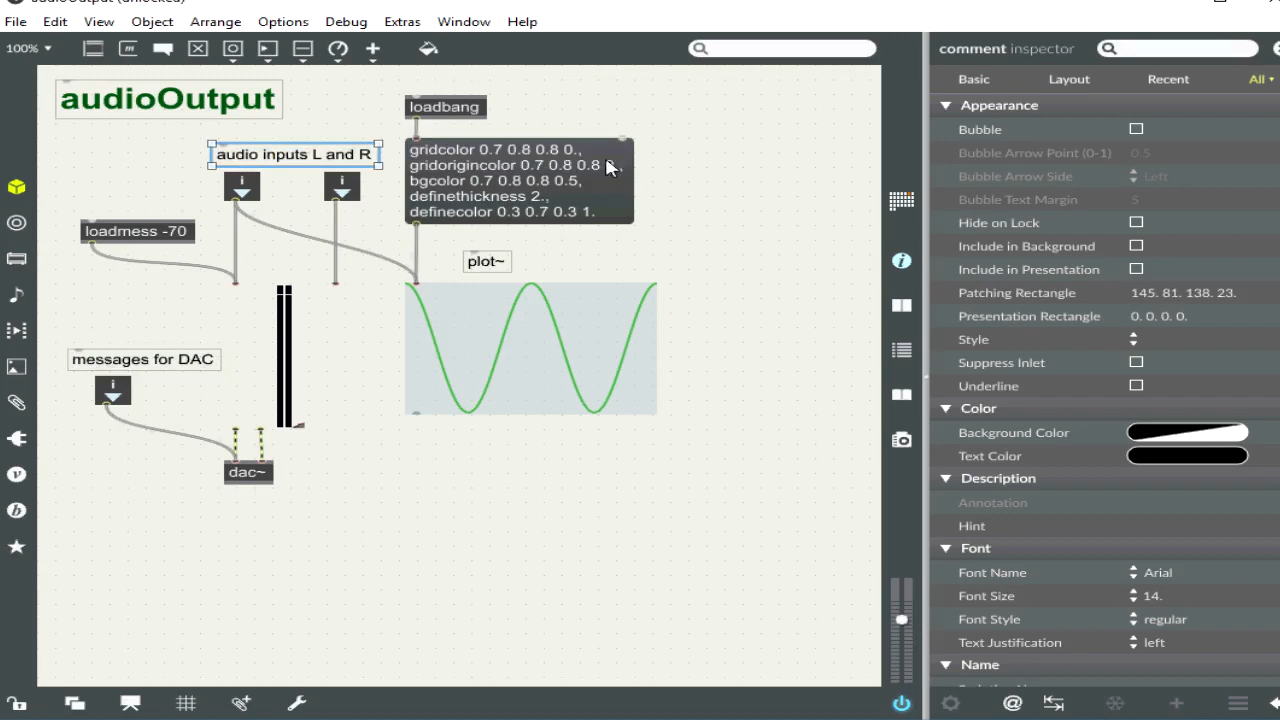 audioOutput (unlocked)
File Edit View Object Arrange Options Debug Extras Window Help
100%
audioOutput
loadbang
audio inputs L and R
gridcolor 0.7 0.8 0.8 0.,
gridorigincolor 0.7 0.8 0.8
bgcolor 0.7 0.8 0.8 0.5,
definethickness 2.,
definecolor 0.3 0.7 0.3 1.
i
i
loadmess -70
plot~
messages for DAC
i
dac~
comment inspector
Basic Layout Recent All
Appearance
Bubble
Bubble Arrow Point (0-1) 0.5
Bubble Arrow Side Left
Bubble Text Margin 5
Hide on Lock
Include in Background
Include in Presentation
Patching Rectangle 145. 81. 138. 23.
Presentation Rectangle 0. 0. 0. 0.
Style
Suppress Inlet
Underline
Color
Background Color
Text Color
Description
Annotation
Hint
Font
Font Name Arial
Font Size 14.
Font Style regular
Text Justification left
Name